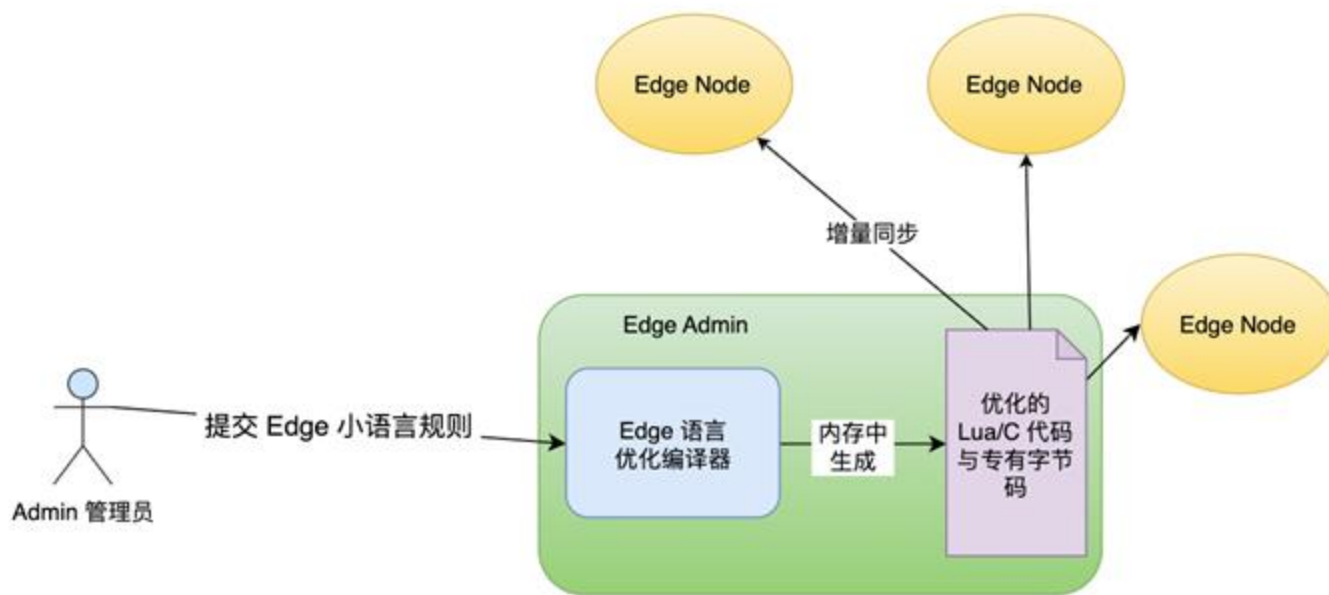 Edge Node
Edge Node
增量同步
Edge Node
Edge Admin
提交 Edge 小语言规则
Edge 语言
优化编译器
内存中
生成
优化的
Lua/C 代码
与专有字节
码
Admin 管理员